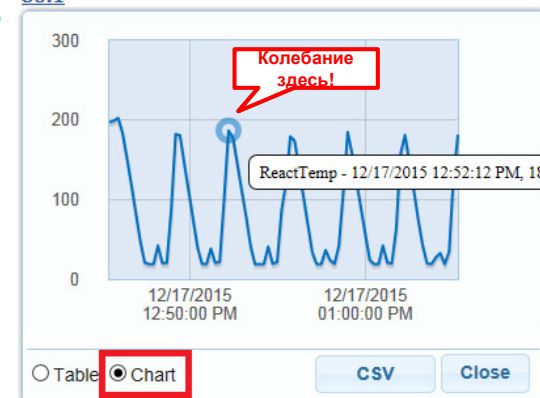 300
Колебание
здесь!
200
ReactTemp - 12/17/2015 12:52:12 PM, 18
100
0
12/17/2015 12/17/2015
12:50:00 PM 01:00:00 PM
Table Chart CSV Close